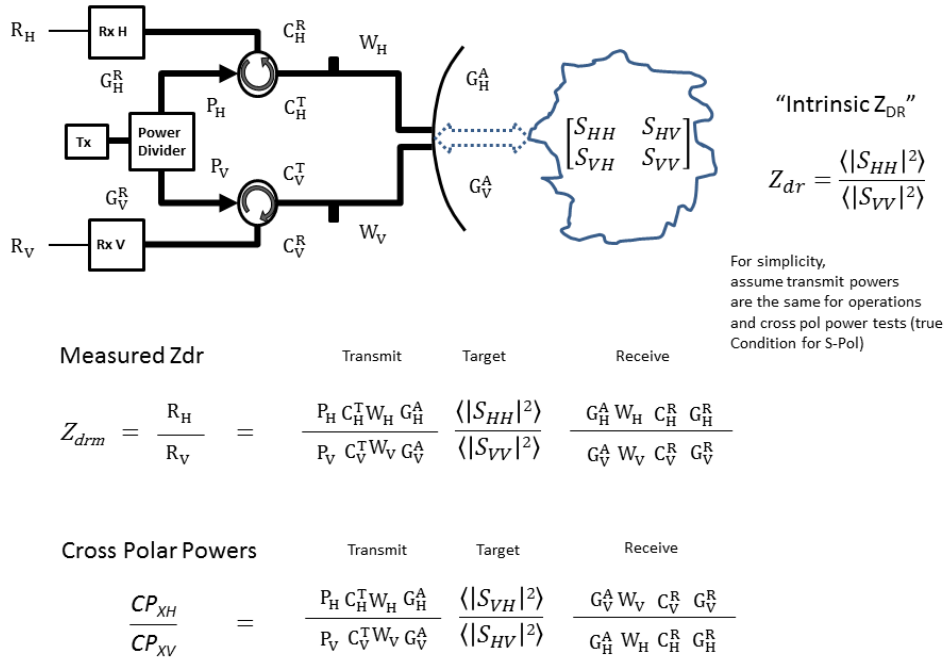 R_H Rx H C_H^R W_H
G_H^R P_H C_H^T G_H^A
Tx Power Divider
G_V^R P_V C_V^T G_V^A
R_V Rx V C_V^R W_V
[S_HH S_HV]
[S_VH S_VV]
“Intrinsic Z_DR”
Z_dr = ⟨|S_HH|²⟩ / ⟨|S_VV|²⟩
For simplicity,
assume transmit powers
are the same for operations
and cross pol power tests (true
Condition for S-Pol)
Measured Zdr Transmit Target Receive
Z_drm = R_H / R_V = P_H C_H^T W_H G_H^A / P_V C_V^T W_V G_V^A ⟨|S_HH|²⟩ / ⟨|S_VV|²⟩ G_H^A W_H C_H^R G_H^R / G_V^A W_V C_V^R G_V^R
Cross Polar Powers Transmit Target Receive
CP_XH / CP_XV = P_H C_H^T W_H G_H^A / P_V C_V^T W_V G_V^A ⟨|S_VH|²⟩ / ⟨|S_HV|²⟩ G_V^A W_V C_V^R G_V^R / G_H^A W_H C_H^R G_H^R